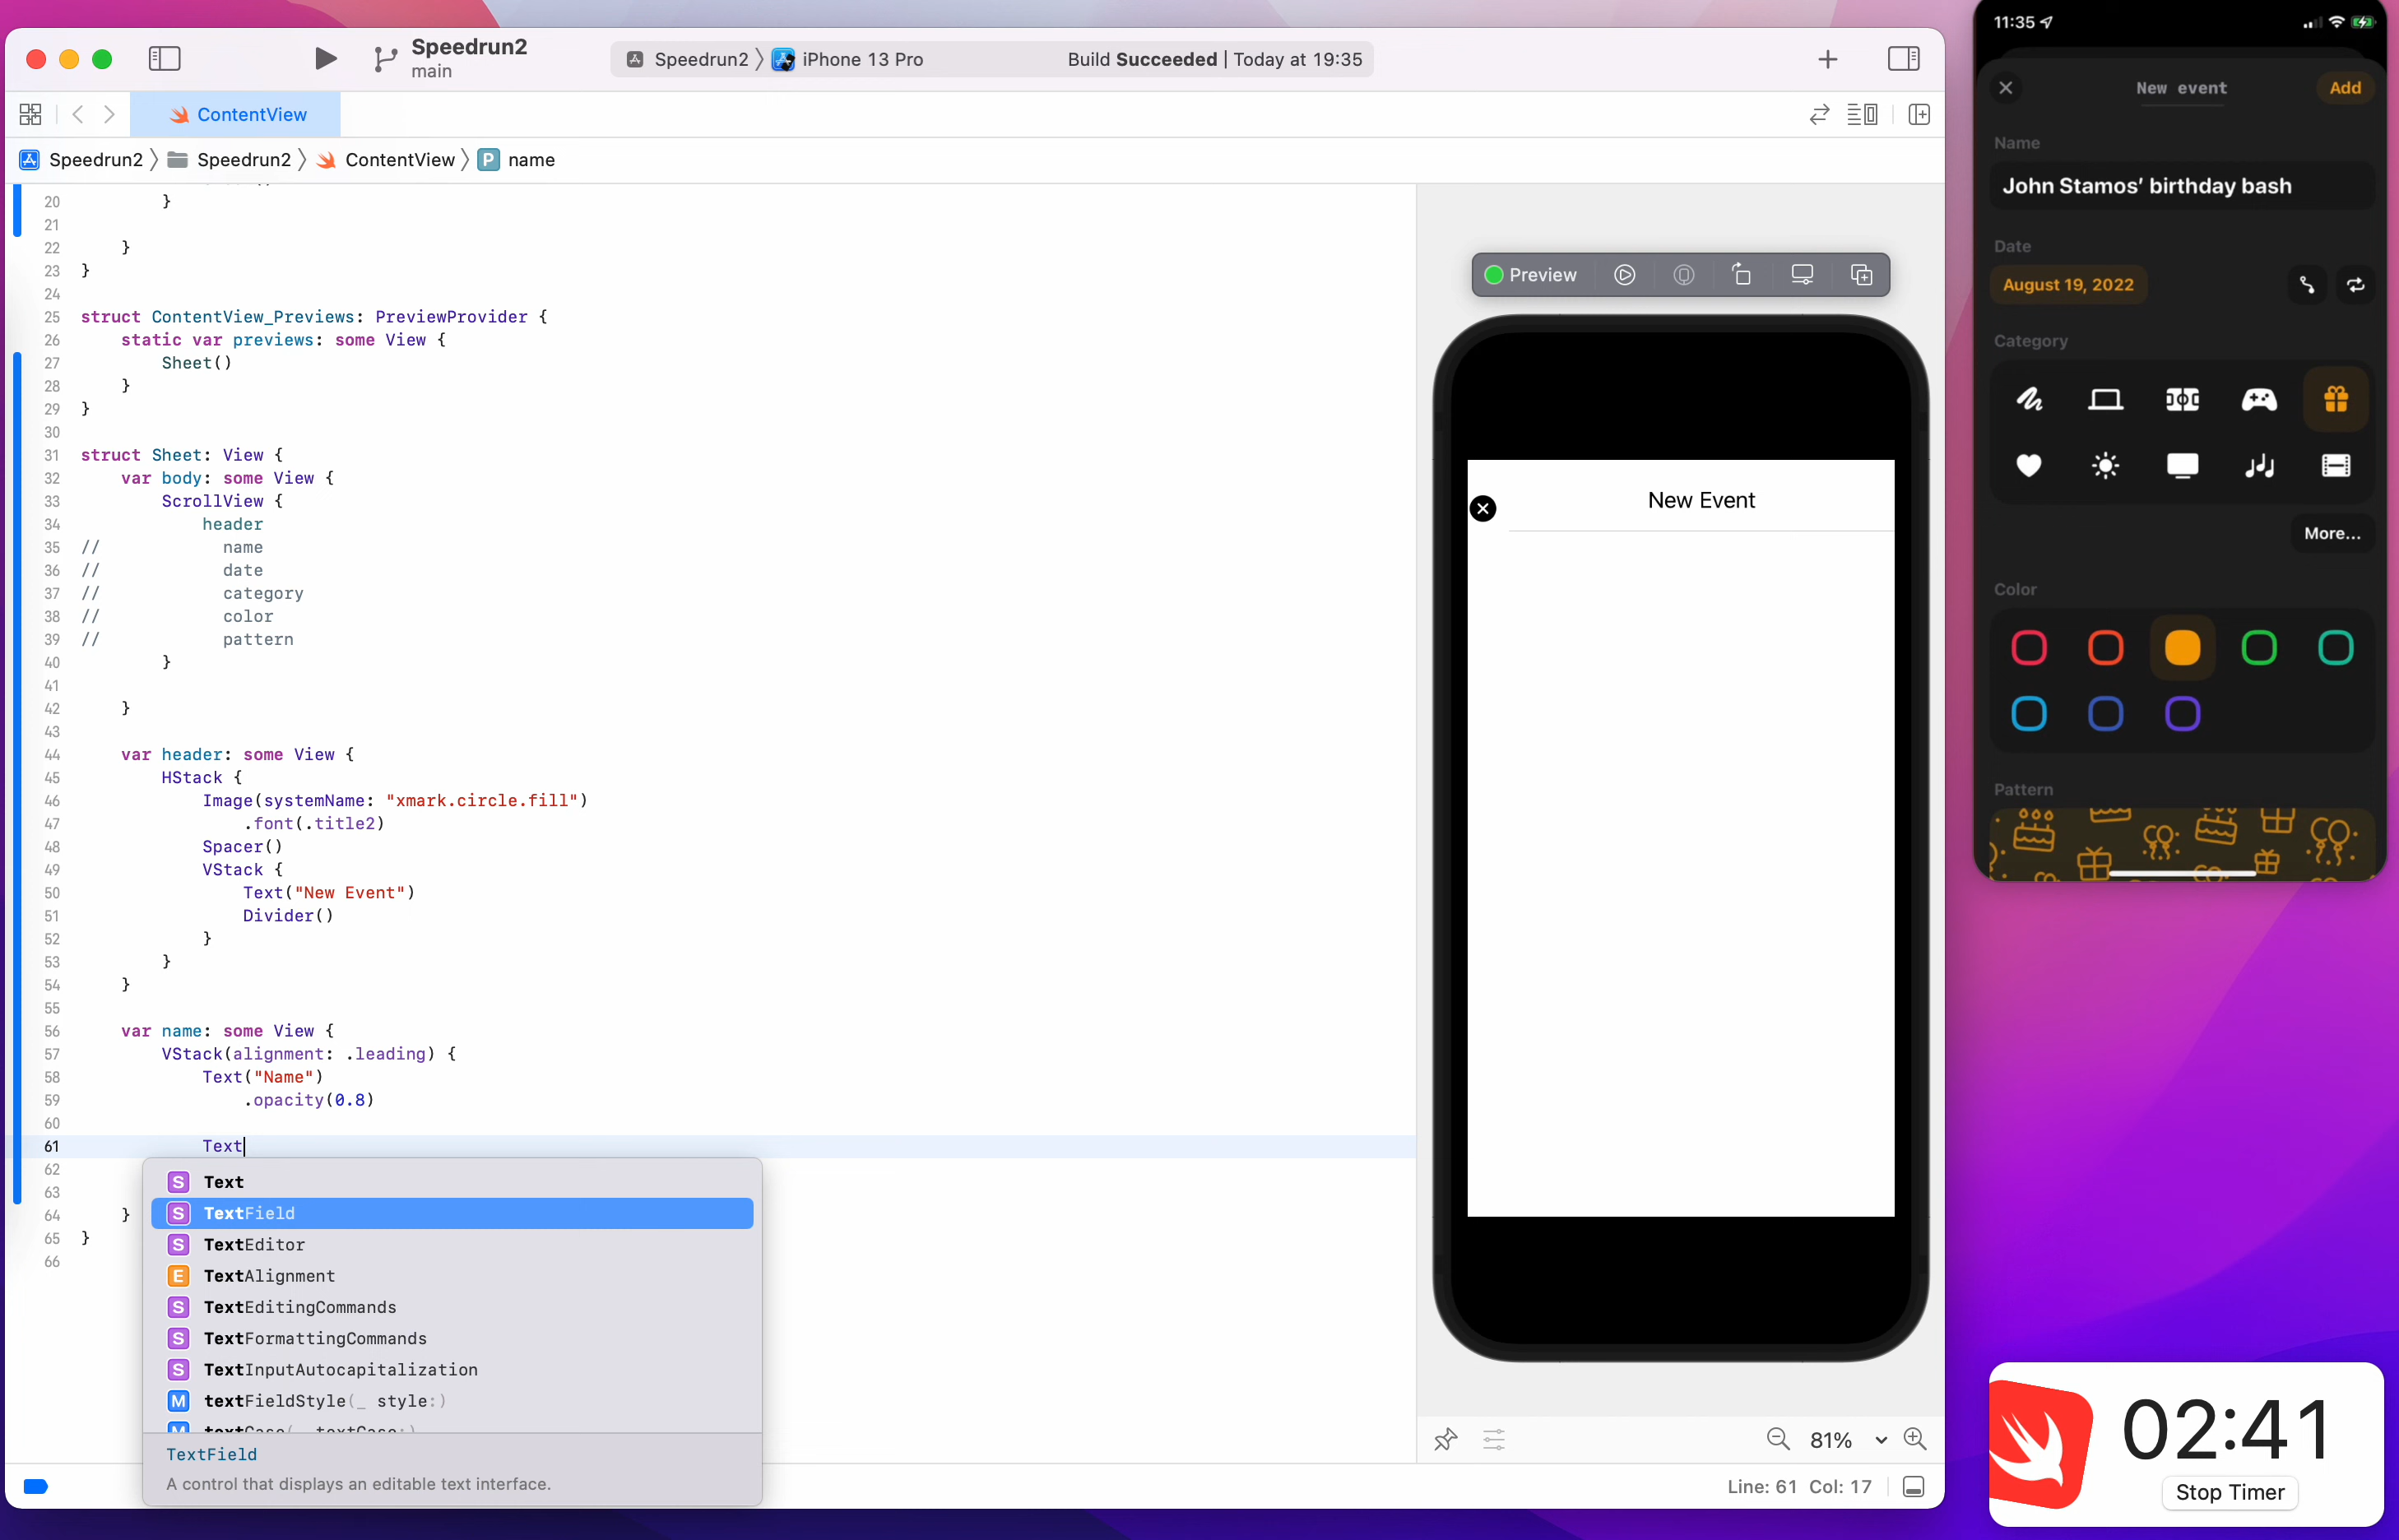 Speedrun2
main
Speedrun2 〉 iPhone 13 Pro
Build Succeeded | Today at 19:35
ContentView
Speedrun2 〉 Speedrun2 〉 ContentView 〉 P name
20 }
21
22 }
23 }
24
25 struct ContentView_Previews: PreviewProvider {
26 static var previews: some View {
27 Sheet()
28 }
29 }
30
31 struct Sheet: View {
32 var body: some View {
33 ScrollView {
34 header
35 // name
36 // date
37 // category
38 // color
39 // pattern
40 }
41
42 }
43
44 var header: some View {
45 HStack {
46 Image(systemName: "xmark.circle.fill")
47 .font(.title2)
48 Spacer()
49 VStack {
50 Text("New Event")
51 Divider()
52 }
53 }
54 }
55
56 var name: some View {
57 VStack(alignment: .leading) {
58 Text("Name")
59 .opacity(0.8)
60
61 Text
62
63
64 }
65 }
66
S Text
S TextField
S TextEditor
E TextAlignment
S TextEditingCommands
S TextFormattingCommands
S TextInputAutocapitalization
M textFieldStyle(_ style:)
TextField
A control that displays an editable text interface.
Preview
New Event
81%
Line: 61 Col: 17
11:35
New event
Add
Name
John Stamos' birthday bash
Date
August 19, 2022
Category
More...
Color
Pattern
02:41
Stop Timer